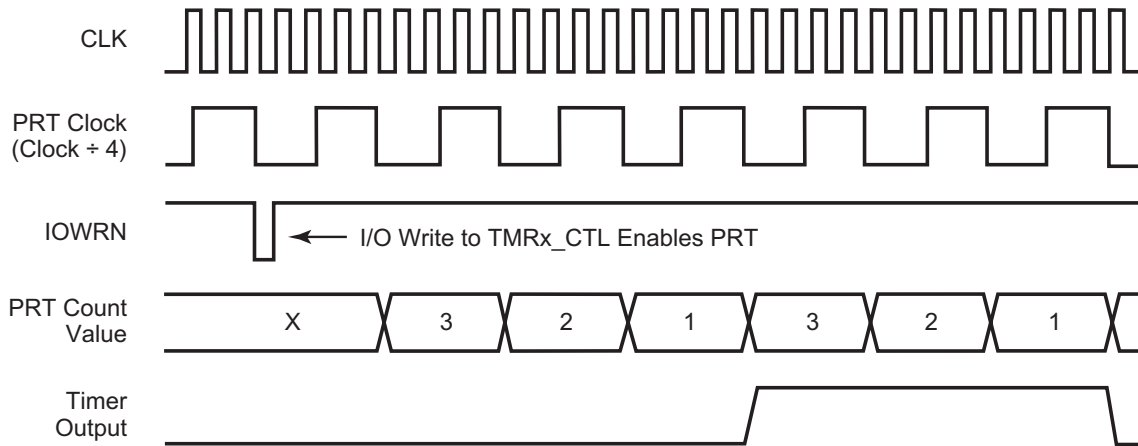 CLK
PRT Clock
(Clock ÷ 4)
IOWRN
I/O Write to TMRx_CTL Enables PRT
PRT Count
Value
X 3 2 1 3 2 1
Timer
Output